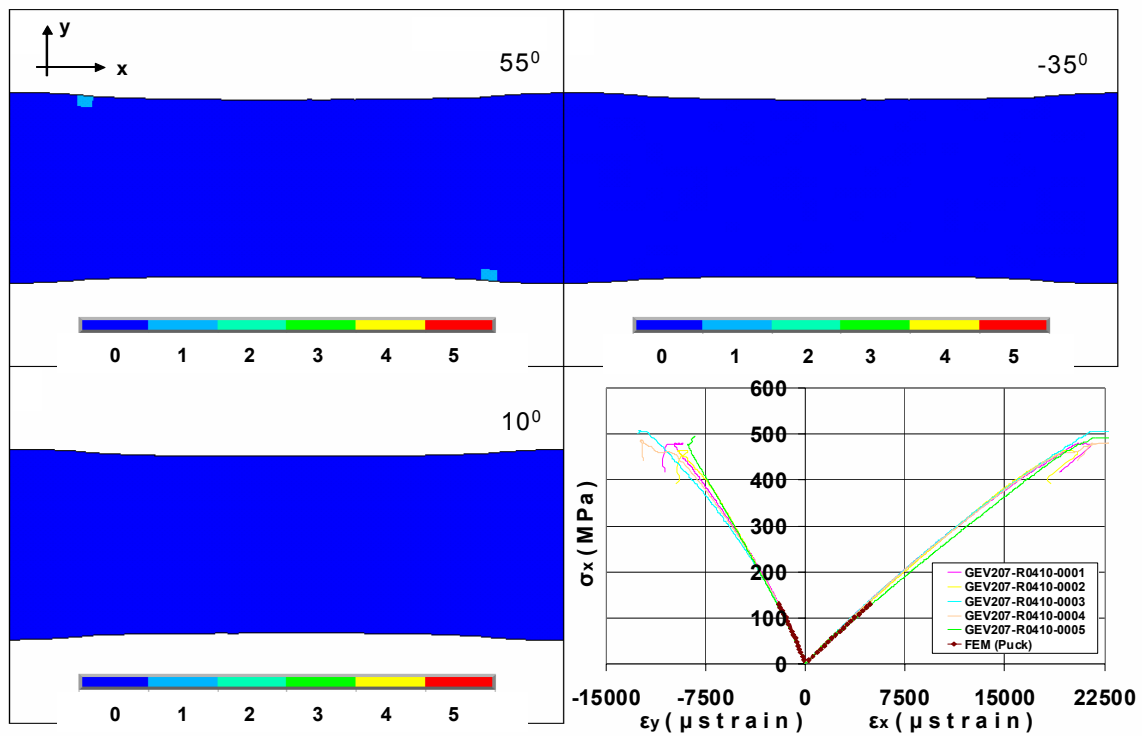 y
x
55⁰
0 1 2 3 4 5
-35⁰
0 1 2 3 4 5
10⁰
0 1 2 3 4 5
600
500
400
300
200
100
0
σx (MPa)
GEV207-R0410-0001
GEV207-R0410-0002
GEV207-R0410-0003
GEV207-R0410-0004
GEV207-R0410-0005
FEM (Puck)
-15000 -7500 0 7500 15000 22500
εy (μstrain) εx (μstrain)